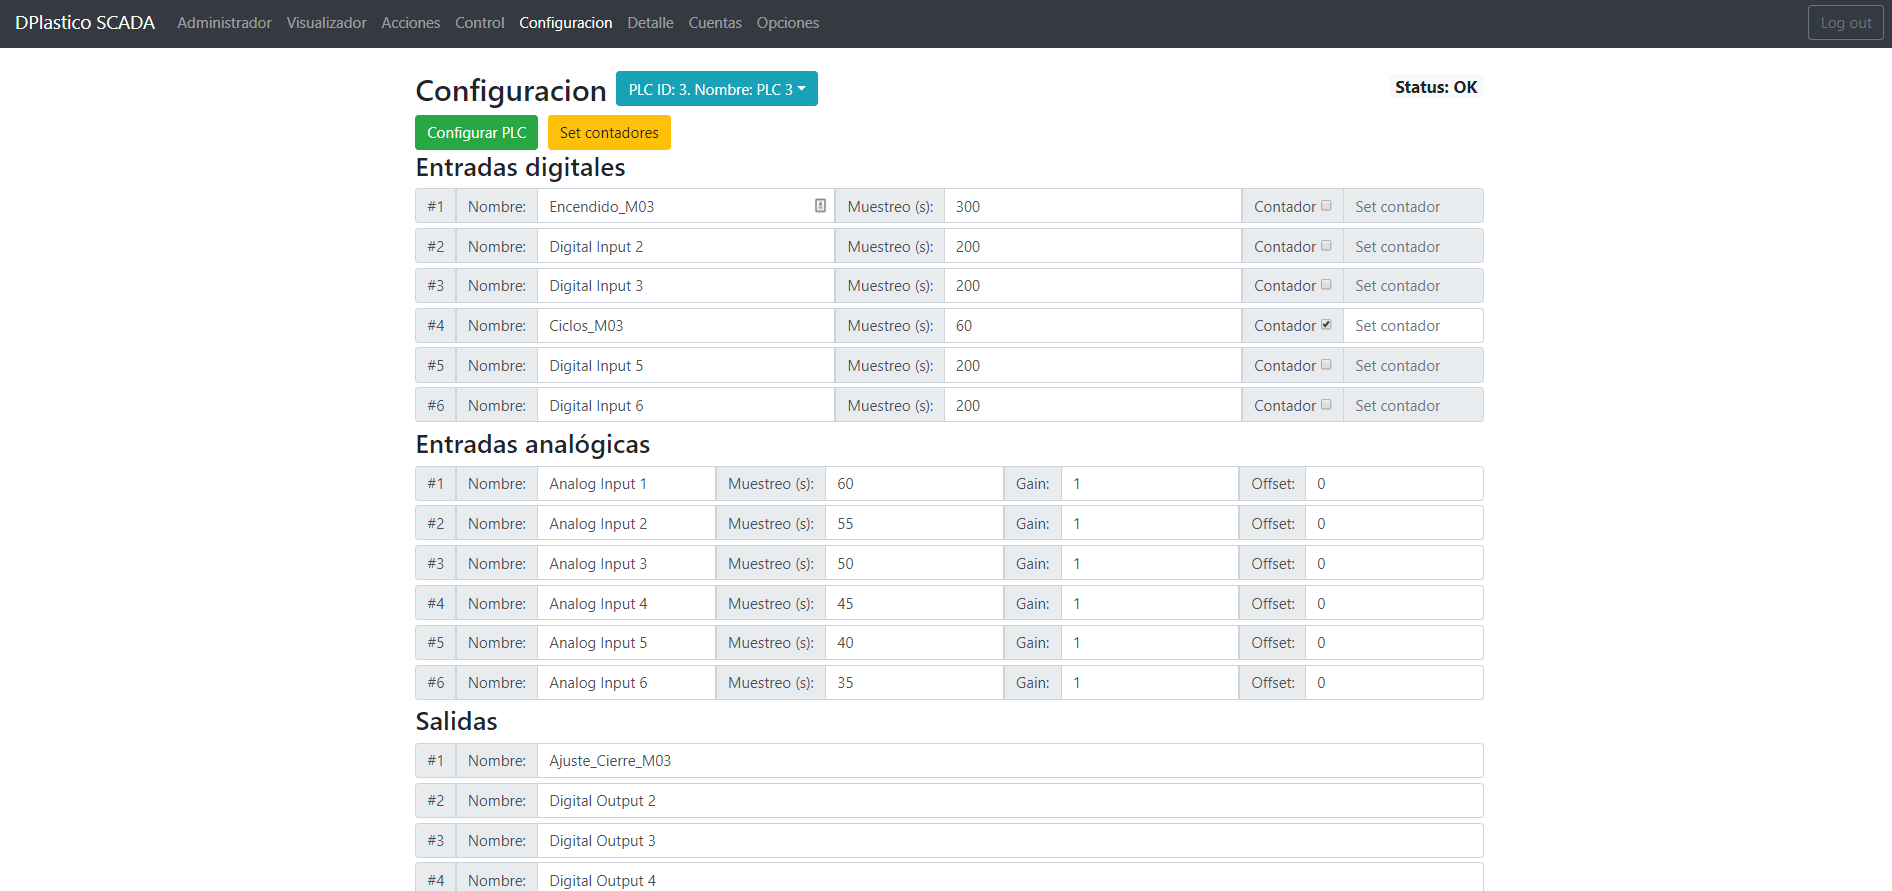 DPlastico SCADA Administrador Visualizador Acciones Control Configuracion Detalle Cuentas Opciones Log out
Configuracion PLC ID: 3. Nombre: PLC 3 Status: OK
Configurar PLC Set contadores
Entradas digitales
#1 Nombre: Encendido_M03 Muestreo (s): 300 Contador Set contador
#2 Nombre: Digital Input 2 Muestreo (s): 200 Contador Set contador
#3 Nombre: Digital Input 3 Muestreo (s): 200 Contador Set contador
#4 Nombre: Ciclos_M03 Muestreo (s): 60 Contador Set contador
#5 Nombre: Digital Input 5 Muestreo (s): 200 Contador Set contador
#6 Nombre: Digital Input 6 Muestreo (s): 200 Contador Set contador
Entradas analógicas
#1 Nombre: Analog Input 1 Muestreo (s): 60 Gain: 1 Offset: 0
#2 Nombre: Analog Input 2 Muestreo (s): 55 Gain: 1 Offset: 0
#3 Nombre: Analog Input 3 Muestreo (s): 50 Gain: 1 Offset: 0
#4 Nombre: Analog Input 4 Muestreo (s): 45 Gain: 1 Offset: 0
#5 Nombre: Analog Input 5 Muestreo (s): 40 Gain: 1 Offset: 0
#6 Nombre: Analog Input 6 Muestreo (s): 35 Gain: 1 Offset: 0
Salidas
#1 Nombre: Ajuste_Cierre_M03
#2 Nombre: Digital Output 2
#3 Nombre: Digital Output 3
#4 Nombre: Digital Output 4